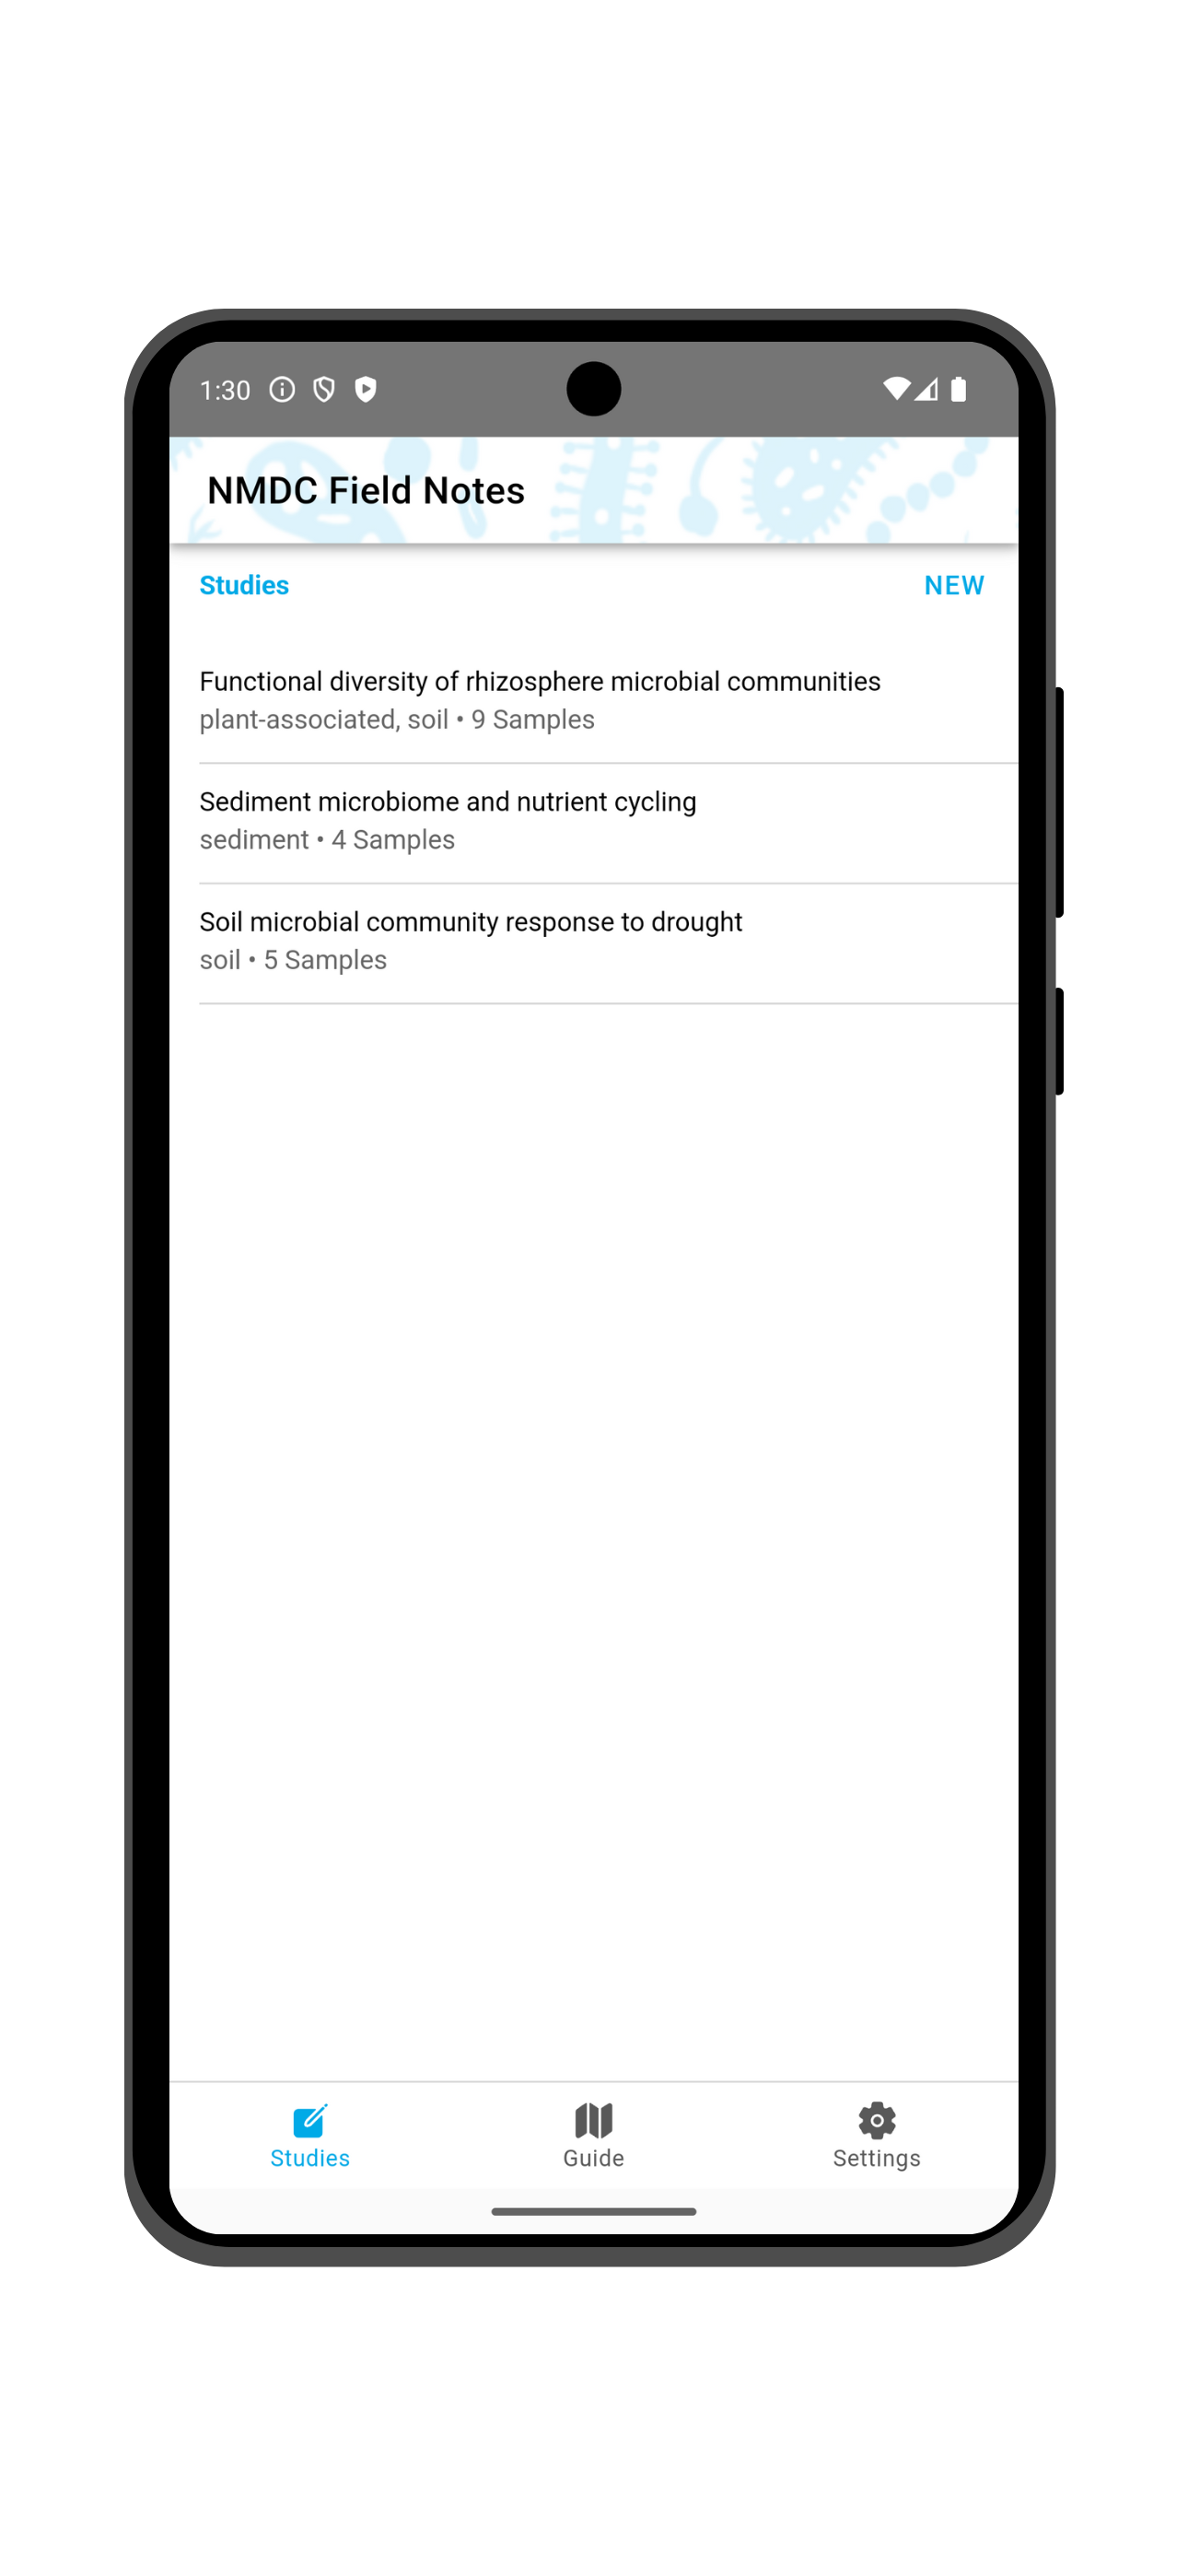 1:30
NMDC Field Notes
Studies
NEW
Functional diversity of rhizosphere microbial communities
plant-associated, soil • 9 Samples
Sediment microbiome and nutrient cycling
sediment • 4 Samples
Soil microbial community response to drought
soil • 5 Samples
Studies
Guide
Settings